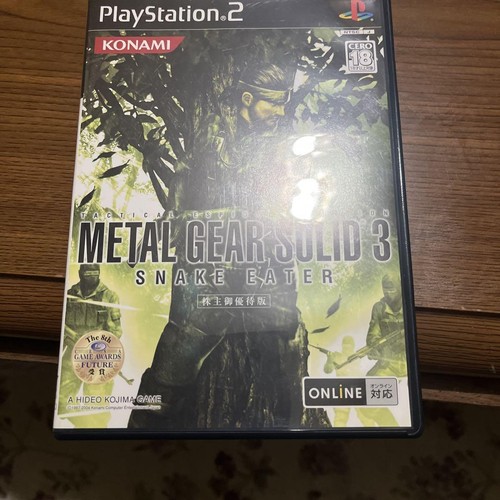 PlayStation®2
KONAMI
NTSC J
CERO
18
TACTICAL ESPIONAGE ACTION
METAL GEAR SOLID 3
SNAKE EATER
株主御優待版
The 8th
GAME AWARDS
FUTURE
受賞
ONLINE
オンライン
対応
A HIDEO KOJIMA GAME